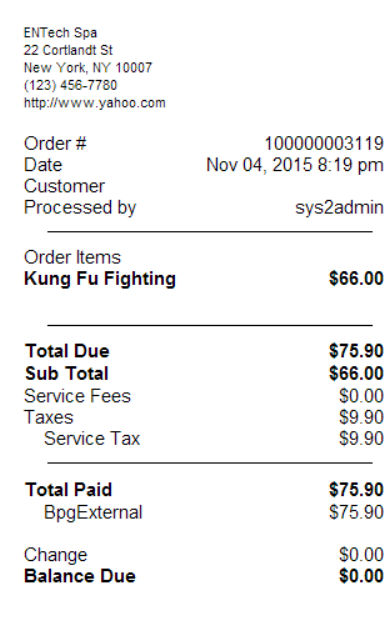 ENTech Spa
22 Cortlandt St
New York, NY 10007
(123) 456-7780
http://www.yahoo.com
Order # 100000003119
Date Nov 04, 2015 8:19 pm
Customer
Processed by sys2admin
Order Items
Kung Fu Fighting $66.00
Total Due $75.90
Sub Total $66.00
Service Fees $0.00
Taxes $9.90
Service Tax $9.90
Total Paid $75.90
BpgExternal $75.90
Change $0.00
Balance Due $0.00